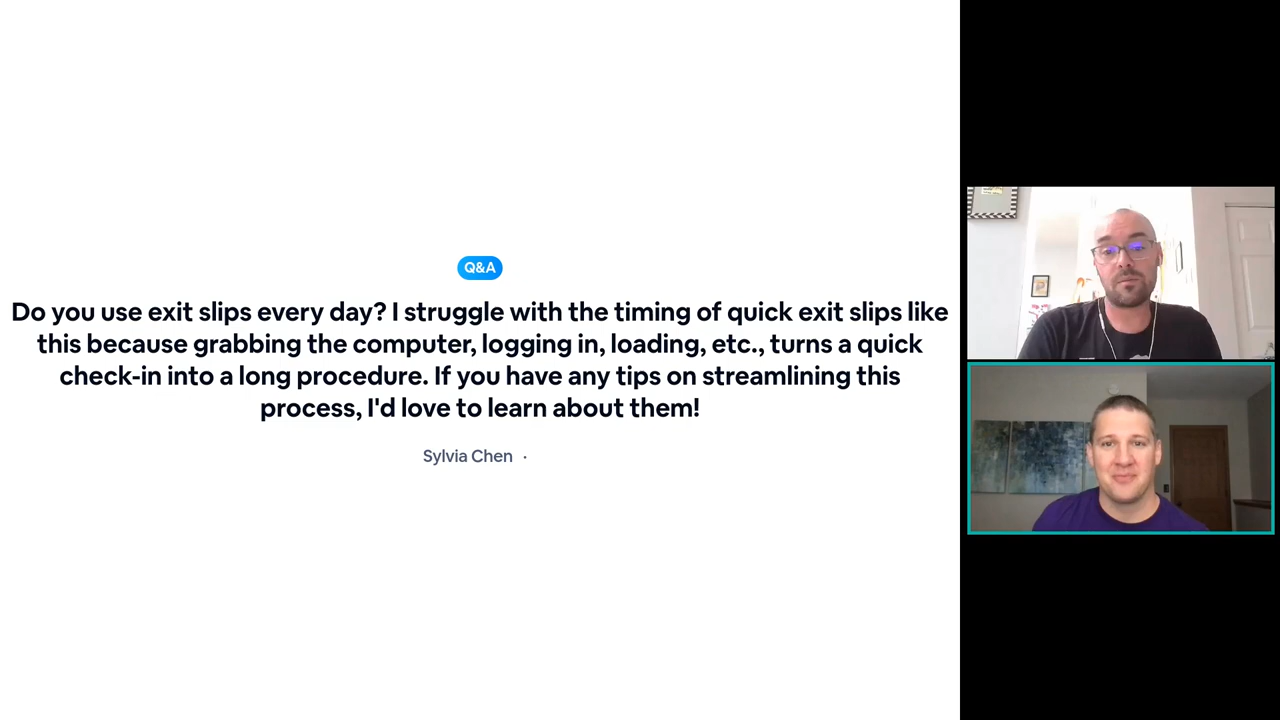 Q&A
Do you use exit slips every day? I struggle with the timing of quick exit slips like
this because grabbing the computer, logging in, loading, etc., turns a quick
check-in into a long procedure. If you have any tips on streamlining this
process, I'd love to learn about them!
Sylvia Chen ·